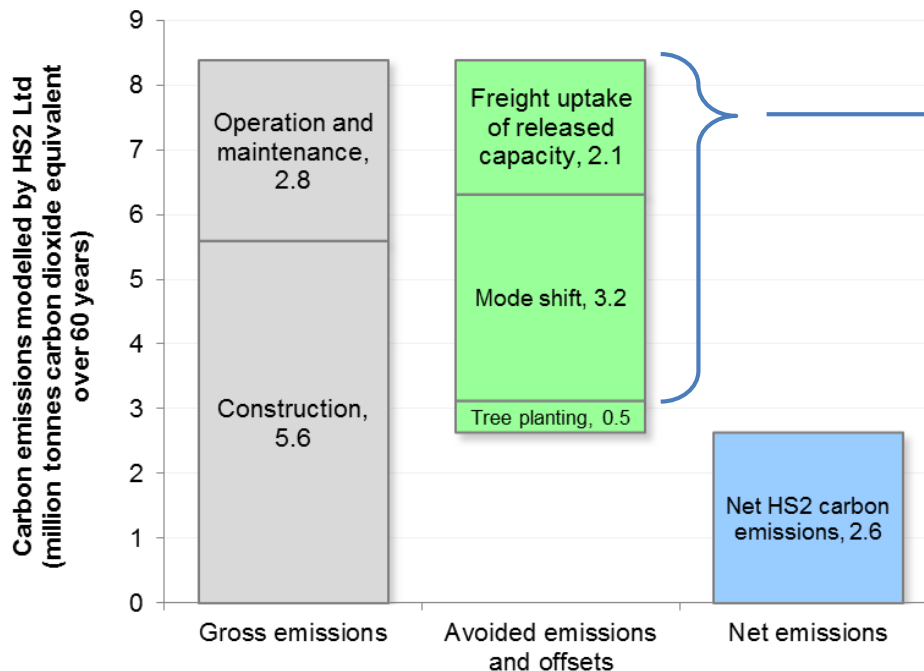 Carbon emissions modelled by HS2 Ltd
(million tonnes carbon dioxide equivalent
over 60 years)
9
8
7
6
5
4
3
2
1
0
Operation and
maintenance,
2.8
Construction,
5.6
Freight uptake
of released
capacity, 2.1
Mode shift, 3.2
Tree planting, 0.5
Net HS2 carbon
emissions, 2.6
Gross emissions
Avoided emissions
and offsets
Net emissions